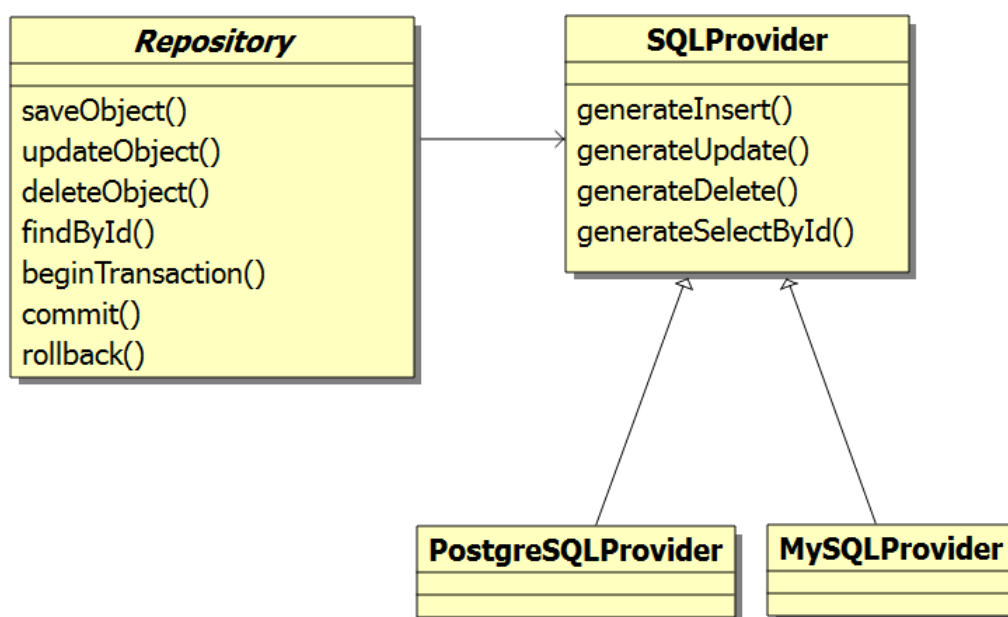 Repository
saveObject()
updateObject()
deleteObject()
findById()
beginTransaction()
commit()
rollback()
SQLProvider
generateInsert()
generateUpdate()
generateDelete()
generateSelectById()
PostgreSQLProvider
MySQLProvider